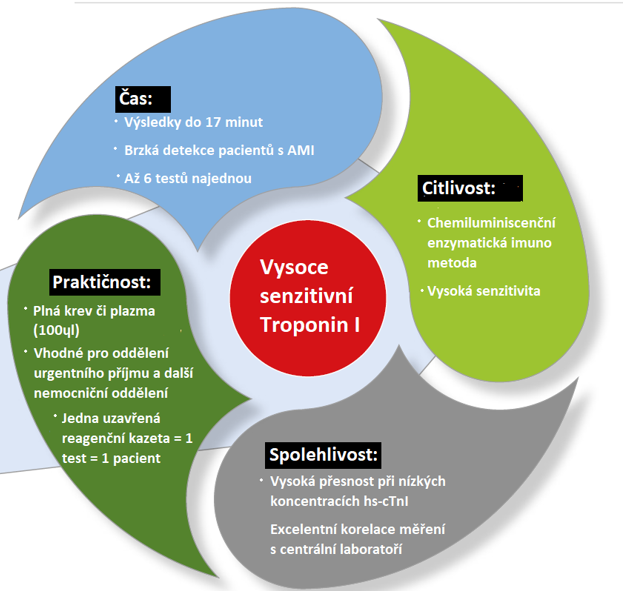 Čas:
· Výsledky do 17 minut
· Brzká detekce pacientů s AMI
· Až 6 testů najednou
Citlivost:
· Chemiluminiscenční
enzymatická imuno
metoda
· Vysoká senzitivita
Vysoce
senzitivní
Troponin I
Praktičnost:
· Plná krev či plazma
(100ql)
· Vhodné pro oddělení
urgentního příjmu a další
nemocniční oddělení
· Jedna uzavřená
reagenční kazeta = 1
test = 1 pacient
Spolehlivost:
· Vysoká přesnost při nízkých
koncentracích hs-cTnI
Excelentní korelace měření
s centrální laboratoří